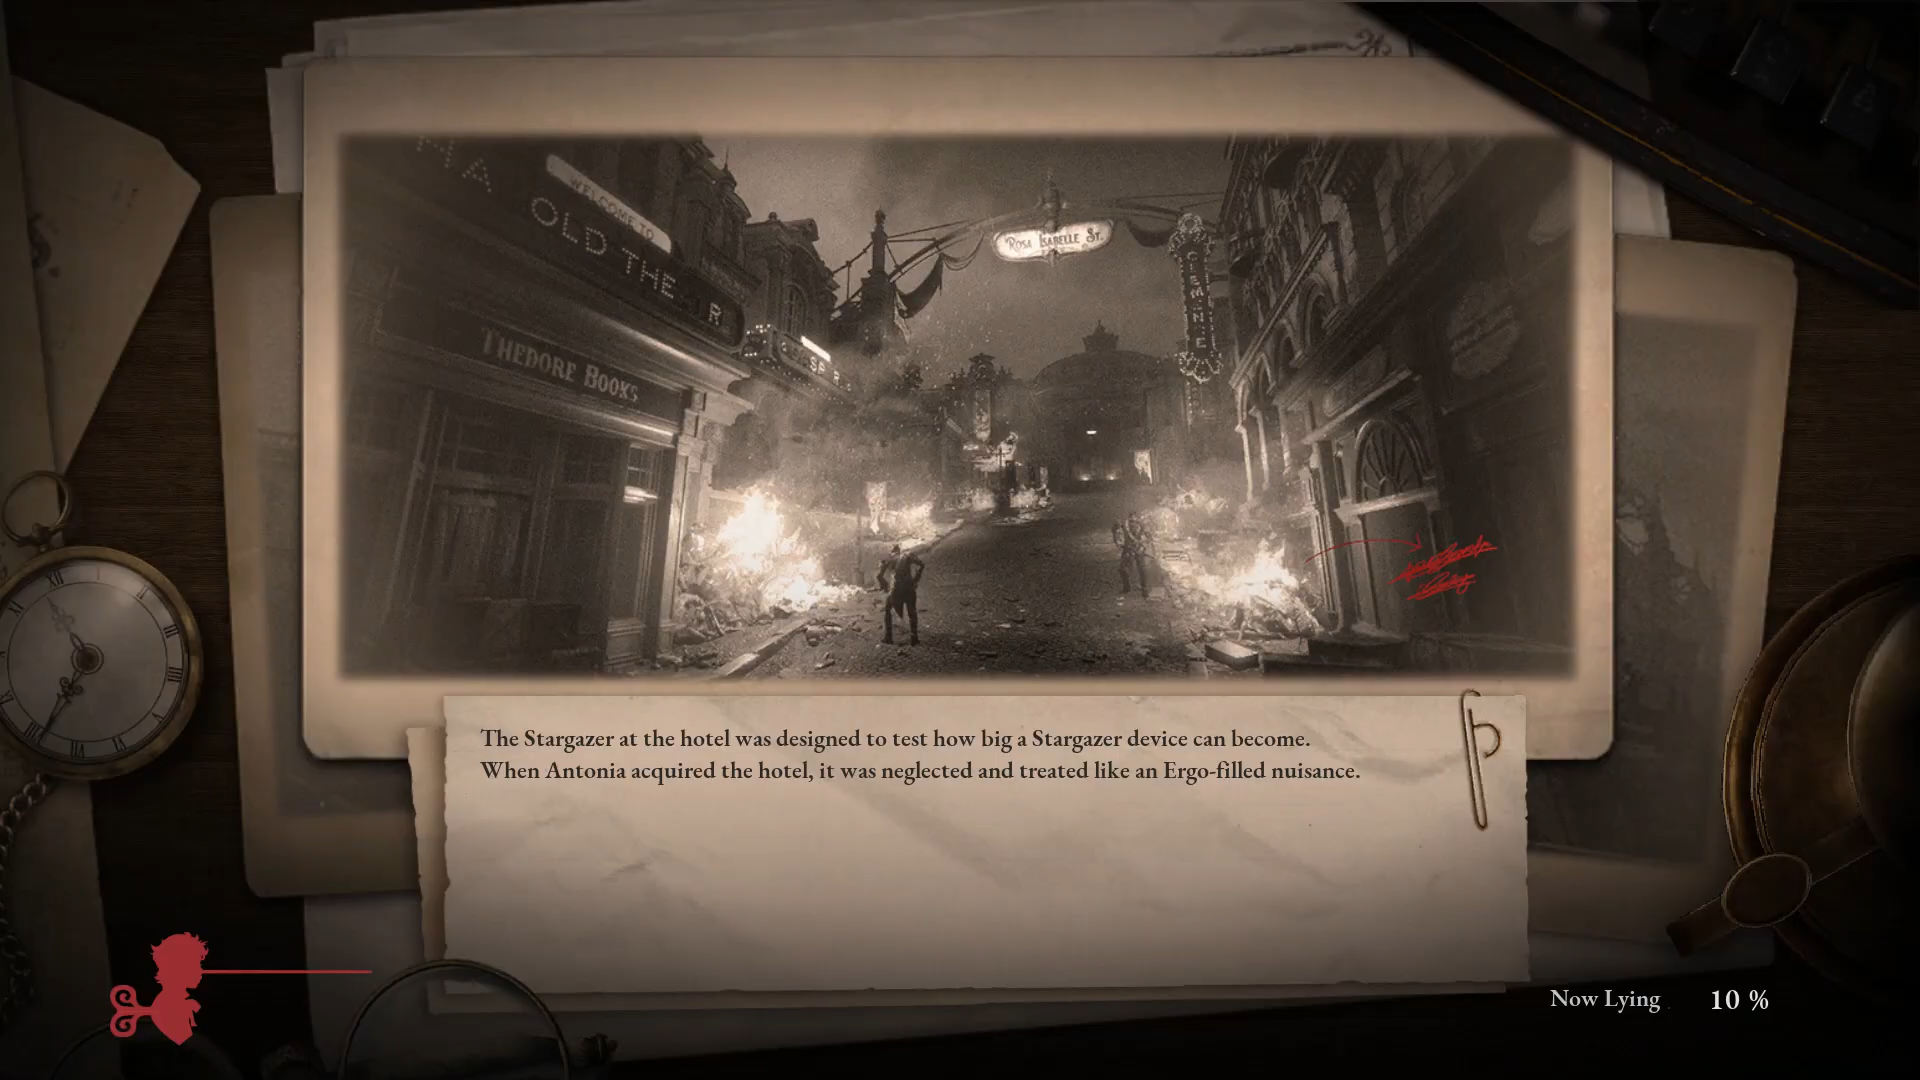 WELCOME TO
OLD THE R
ROSA ISABELLE ST.
THEDORE BOOKS
The Stargazer at the hotel was designed to test how big a Stargazer device can become.
When Antonia acquired the hotel, it was neglected and treated like an Ergo-filled nuisance.
Now Lying 10 %